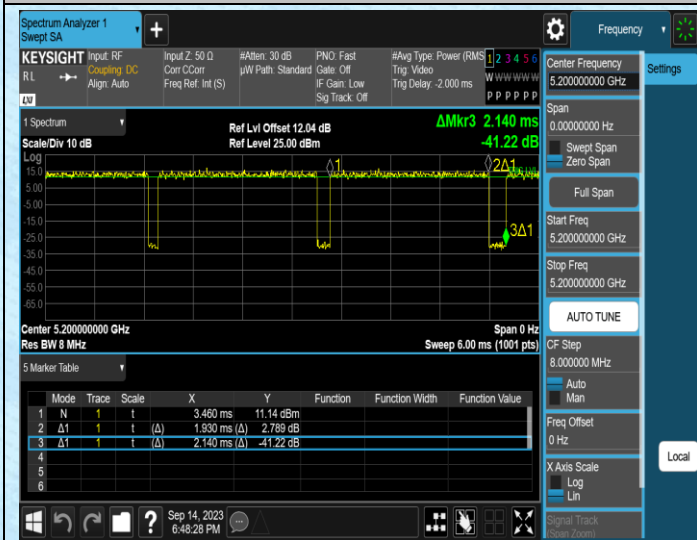 Spectrum Analyzer 1
Swept SA
Frequency
KEYSIGHT
Input: RF
Coupling: DC
Align: Auto
Input Z: 50 Ω
Corr CCorr
Freq Ref: Int (S)
#Atten: 30 dB
µW Path: Standard
PNO: Fast
Gate: Off
IF Gain: Low
Sig Track: Off
#Avg Type: Power (RMS
Trig: Video
Trig Delay: -2.000 ms
1 2 3 4 5 6
W W W W W W
P P P P P P
RL
LXI
1 Spectrum
Scale/Div 10 dB
Ref Lvl Offset 12.04 dB
Ref Level 25.00 dBm
ΔMkr3 2.140 ms
-41.22 dB
Log
15.0
5.00
-5.00
-15.0
-25.0
-35.0
-45.0
-55.0
-65.0
1
2Δ1
3Δ1
Center 5.200000000 GHz
Span 0 Hz
Res BW 8 MHz
Sweep 6.00 ms (1001 pts)
5 Marker Table
Mode Trace Scale X Y Function Function Width Function Value
1 N 1 t 3.460 ms 11.14 dBm
2 Δ1 1 t (Δ) 1.930 ms (Δ) 2.789 dB
3 Δ1 1 t (Δ) 2.140 ms (Δ) -41.22 dB
4
5
6
Sep 14, 2023
6:48:28 PM
?
Center Frequency
5.200000000 GHz
Settings
Span
0.00000000 Hz
Swept Span
Zero Span
Full Span
Start Freq
5.200000000 GHz
Stop Freq
5.200000000 GHz
AUTO TUNE
CF Step
8.000000 MHz
Auto
Man
Freq Offset
0 Hz
X Axis Scale
Log
Lin
Signal Track
(Span Zoom)
Local